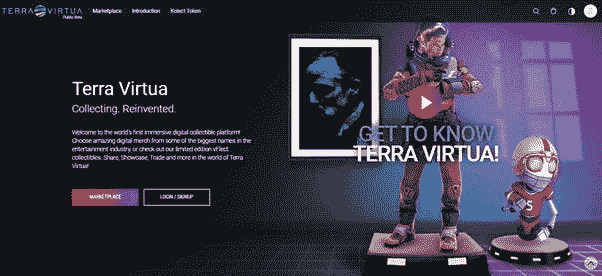 TERRA VIRTUA
Public Beta
Marketplace
Introduction
Kolect Token
Terra Virtua
Collecting. Reinvented.
Welcome to the world's first immersive digital collectible platform!
Choose amazing digital merch from some of the biggest names in the
entertainment industry, or check out our limited edition vFlect
collectibles. Share, Showcase, Trade and more in the world of Terra
Virtua!
MARKETPLACE
LOGIN / SIGNUP
GET TO KNOW
TERRA VIRTUA!
S